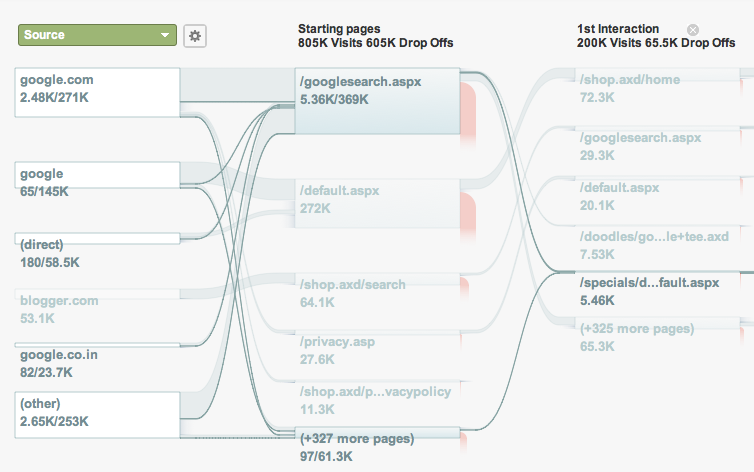 Source
google.com
2.48K/271K
google
65/145K
(direct)
180/58.5K
blogger.com
53.1K
google.co.in
82/23.7K
(other)
2.65K/253K
Starting pages
805K Visits 605K Drop Offs
/googlesearch.aspx
5.36K/369K
/default.aspx
272K
/shop.axd/search
64.1K
/privacy.asp
27.6K
/shop.axd/p...vacypolicy
11.3K
(+327 more pages)
97/61.3K
1st Interaction
200K Visits 65.5K Drop Offs
/shop.axd/home
72.3K
/googlesearch.aspx
29.3K
/default.aspx
20.1K
/doodles/go...le+tee.axd
7.53K
/specials/d...fault.aspx
5.46K
(+325 more pages)
65.3K